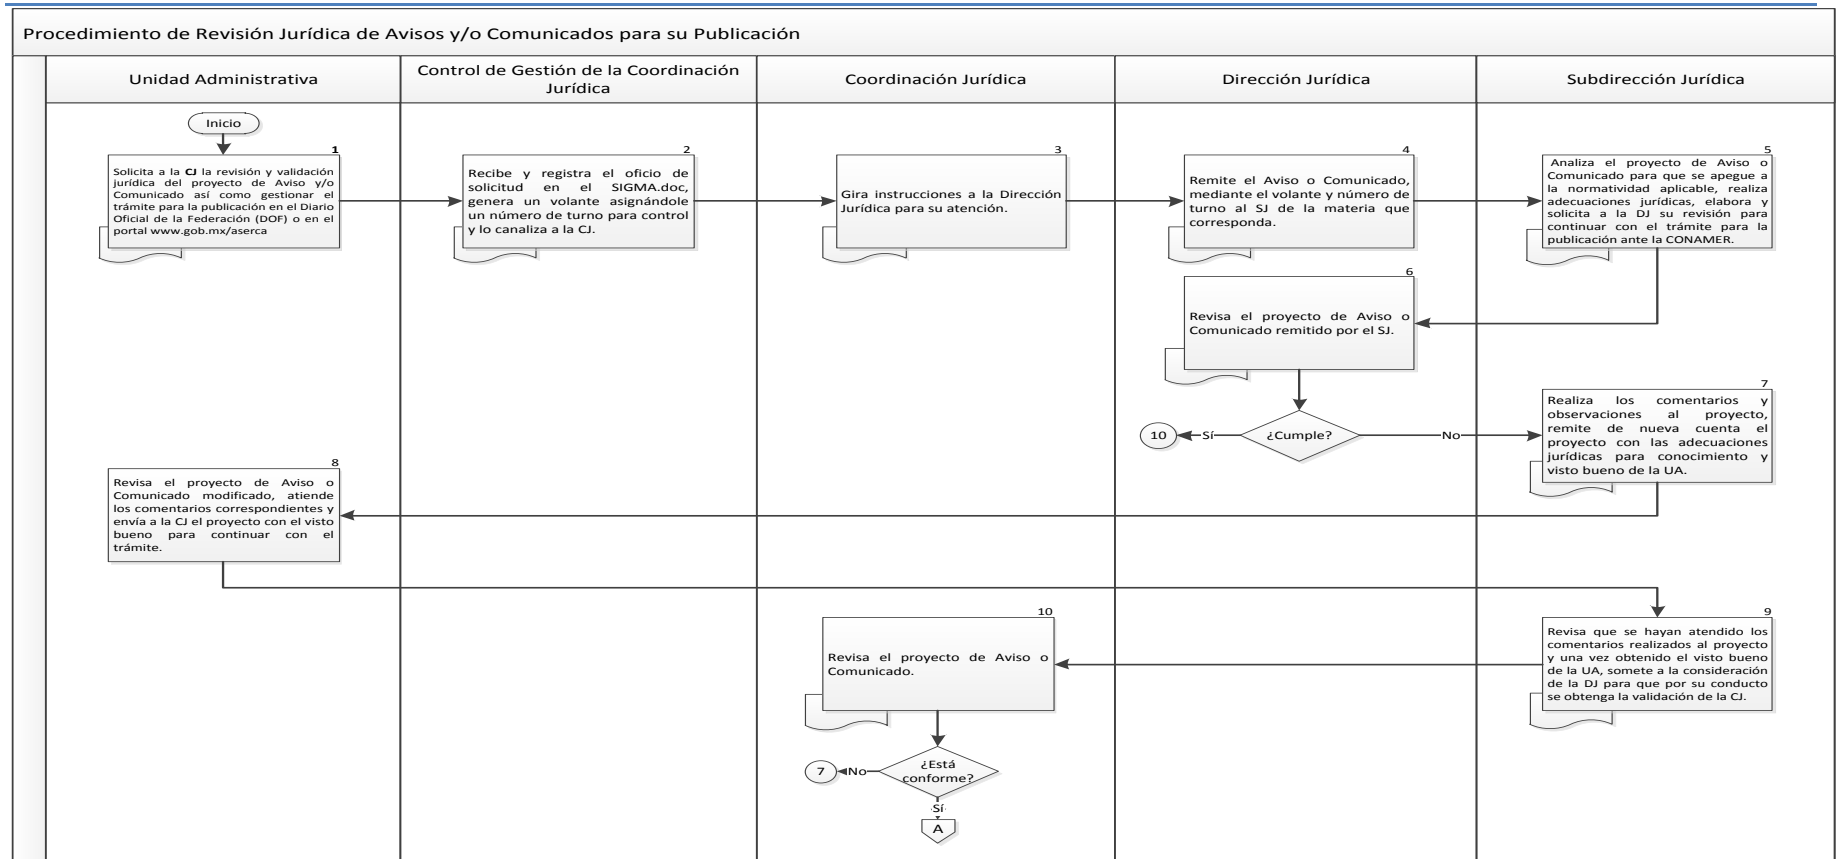 Procedimiento de Revisión Jurídica de Avisos y/o Comunicados para su Publicación
Unidad Administrativa
Control de Gestión de la Coordinación
Jurídica
Coordinación Jurídica
Dirección Jurídica
Subdirección Jurídica
Inicio
1
Solicita a la CJ la revisión y validación
jurídica del proyecto de Aviso y/o
Comunicado así como gestionar el
trámite para la publicación en el Diario
Oficial de la Federación (DOF) o en el
portal www.gob.mx/aserca
2
Recibe y registra el oficio de
solicitud en el SIGMA.doc,
genera un volante asignándole
un número de turno para control
y lo canaliza a la CJ.
3
Gira instrucciones a la Dirección
Jurídica para su atención.
4
Remite el Aviso o Comunicado,
mediante el volante y número de
turno al SJ de la materia que
corresponda.
5
Analiza el proyecto de Aviso o
Comunicado para que se apegue a
la normatividad aplicable, realiza
adecuaciones jurídicas, elabora y
solicita a la DJ su revisión para
continuar con el trámite para la
publicación ante la CONAMER.
6
Revisa el proyecto de Aviso o
Comunicado remitido por el SJ.
¿Cumple?
Sí
10
No
7
Realiza los comentarios y
observaciones al proyecto,
remite de nueva cuenta el
proyecto con las adecuaciones
jurídicas para conocimiento y
visto bueno de la UA.
8
Revisa el proyecto de Aviso o
Comunicado modificado, atiende
los comentarios correspondientes y
envía a la CJ el proyecto con el visto
bueno para continuar con el
trámite.
9
Revisa que se hayan atendido los
comentarios realizados al proyecto
y una vez obtenido el visto bueno
de la UA, somete a la consideración
de la DJ para que por su conducto
se obtenga la validación de la CJ.
10
Revisa el proyecto de Aviso o
Comunicado.
¿Está
conforme?
No
7
Sí
A